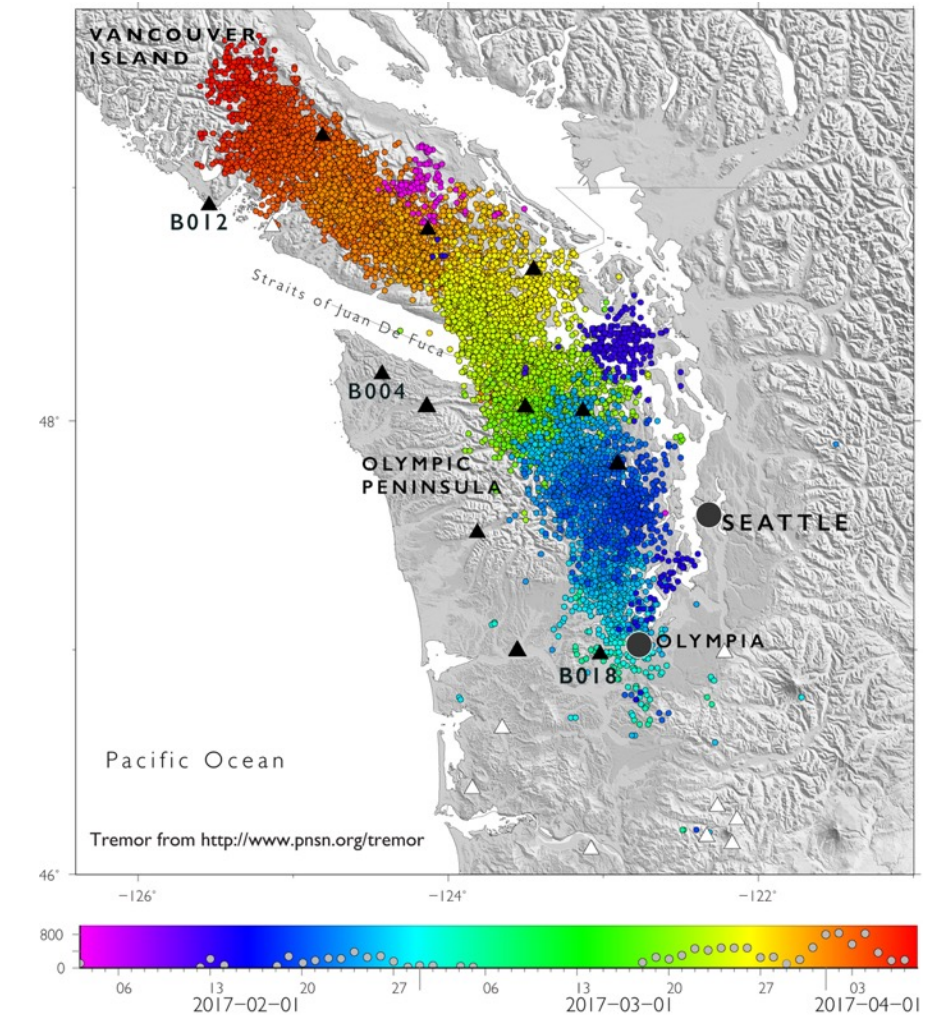 VANCOUVER
ISLAND
B012
Straits of Juan De Fuca
B004
48°
OLYMPIC
PENINSULA
SEATTLE
OLYMPIA
B018
Pacific Ocean
Tremor from http://www.pnsn.org/tremor
46°
−126° −124° −122°
800
0
06 13 20 27 06 13 20 27 03
2017−02−01 2017−03−01 2017−04−01